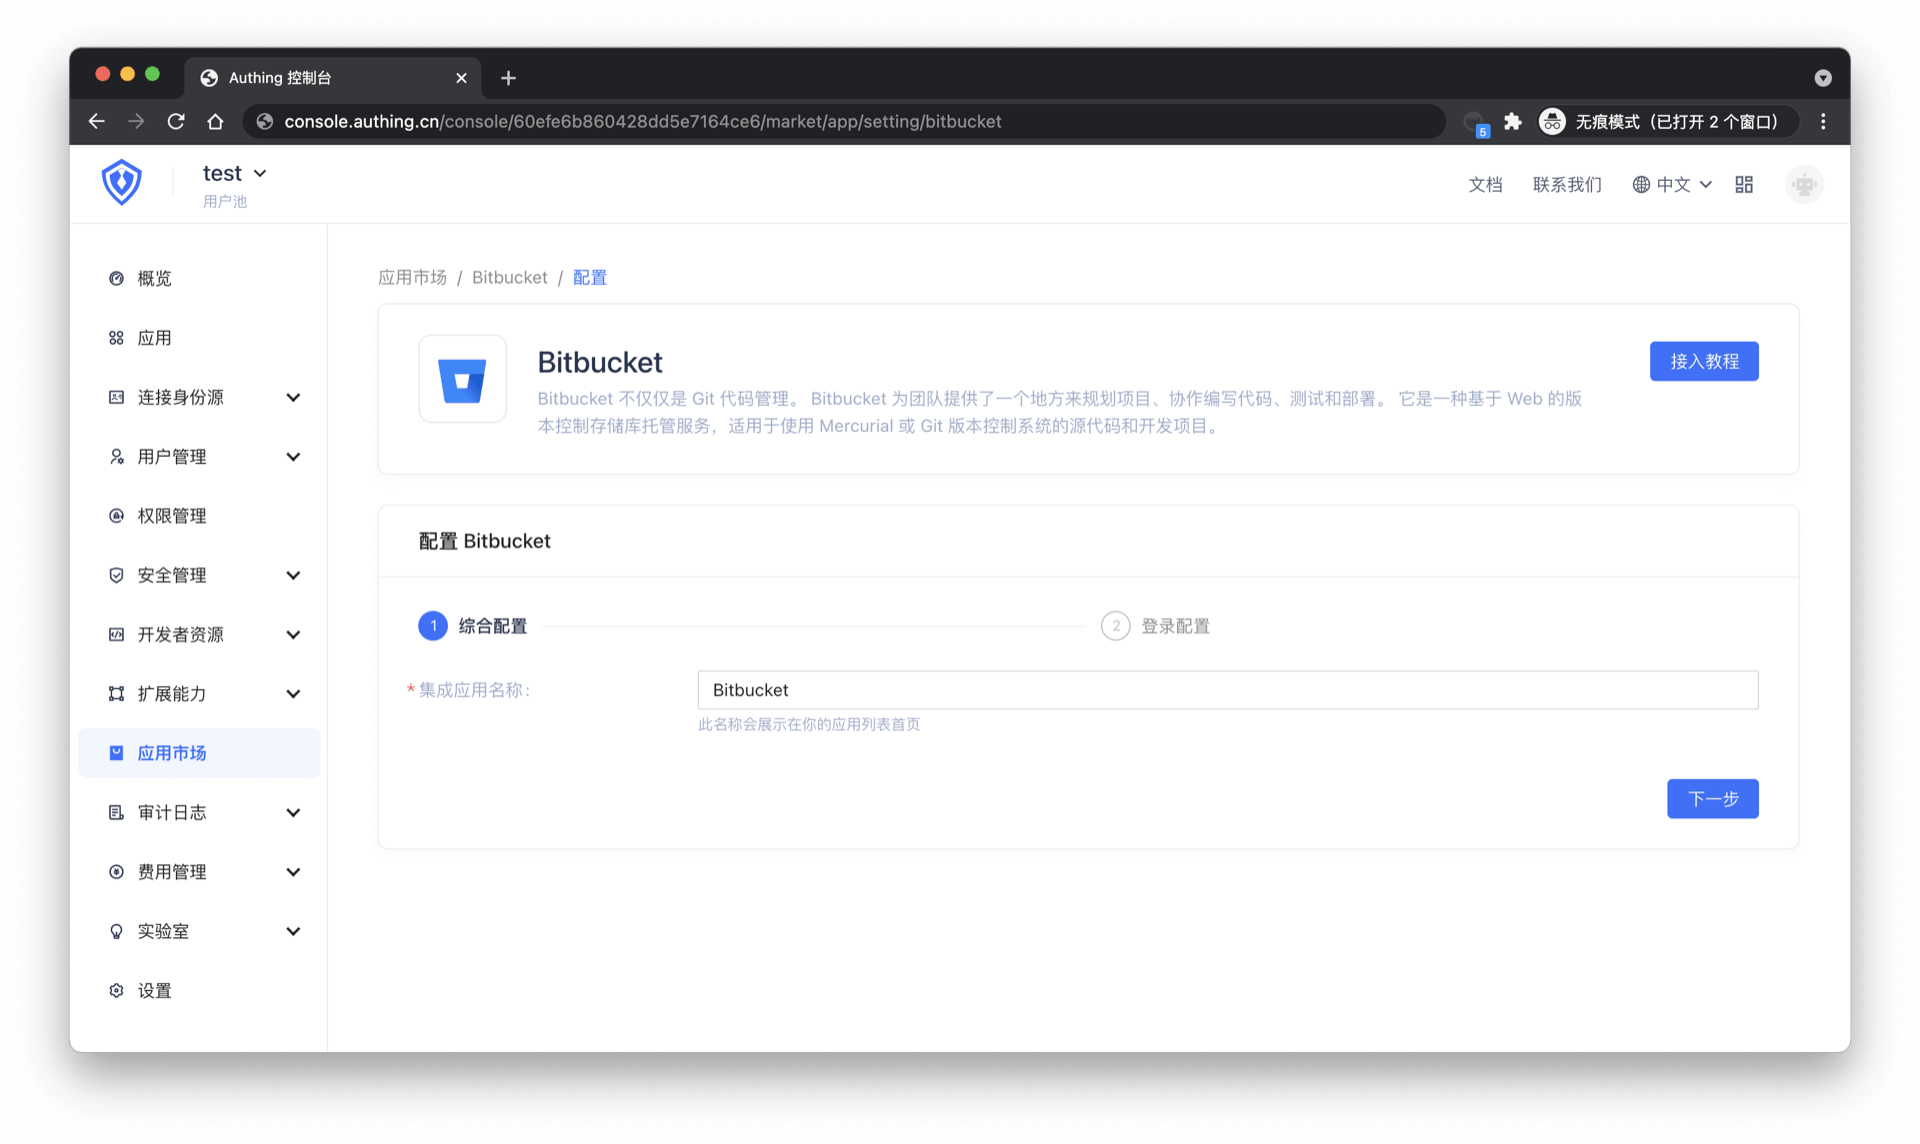 Authing 控制台
console.authing.cn/console/60efe6b860428dd5e7164ce6/market/app/setting/bitbucket
5
无痕模式（已打开 2 个窗口）
test
用户池
文档
联系我们
中文
概览
应用
连接身份源
用户管理
权限管理
安全管理
开发者资源
扩展能力
应用市场
审计日志
费用管理
实验室
设置
应用市场 / Bitbucket / 配置
Bitbucket
接入教程
Bitbucket 不仅仅是 Git 代码管理。 Bitbucket 为团队提供了一个地方来规划项目、协作编写代码、测试和部署。 它是一种基于 Web 的版
本控制存储库托管服务，适用于使用 Mercurial 或 Git 版本控制系统的源代码和开发项目。
配置 Bitbucket
1 综合配置
2 登录配置
* 集成应用名称:
Bitbucket
此名称会展示在你的应用列表首页
下一步